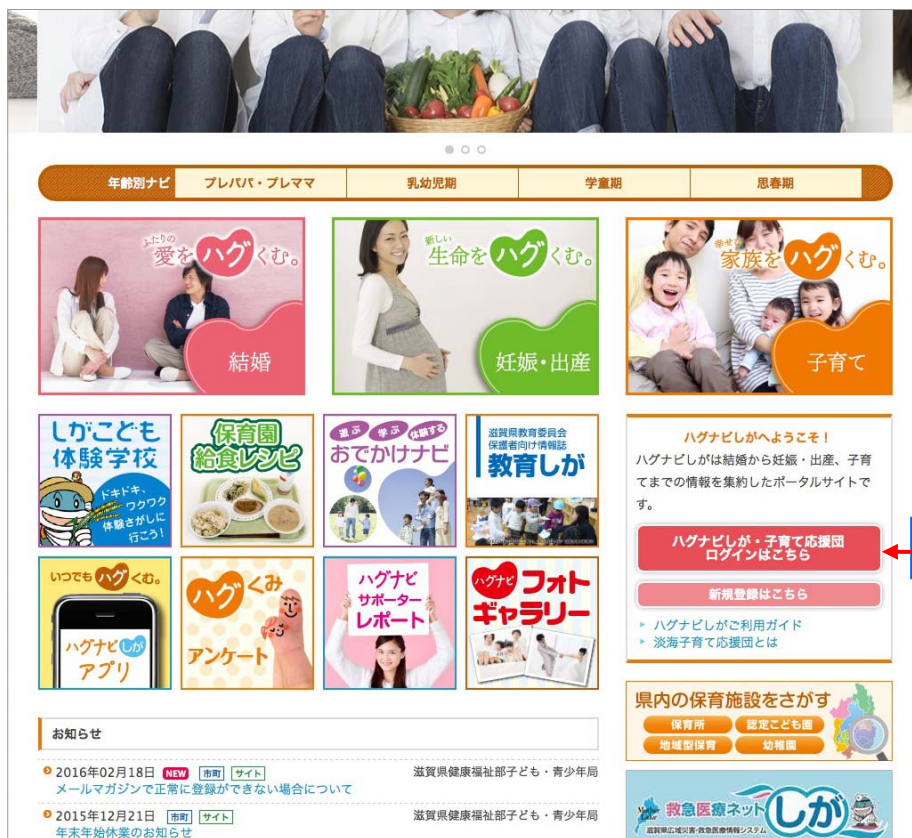 年齢別ナビ
プレパパ・プレママ
乳幼児期
学童期
思春期
ふたりの
愛をハグくむ。
結婚
新しい
生命をハグくむ。
妊娠・出産
幸せな
家族をハグくむ。
子育て
しがこども
体験学校
ドキドキ、
ワクワク
体験さがしに
行こう!
保育園
給食レシピ
遊ぶ 学ぶ 体験する
おでかけナビ
滋賀県教育委員会
保護者向け情報誌
教育しが
いつでもハグくむ。
ハグナビしが
アプリ
ハグくみ
アンケート
ハグナビ
サポーター
レポート
ハグナビ フォト
ギャラリー
ハグナビしがへようこそ!
ハグナビしがは結婚から妊娠・出産、子育
てまでの情報を集約したポータルサイトで
す。
ハグナビしが・子育て応援団
ログインはこちら
新規登録はこちら
ハグナビしがご利用ガイド
淡海子育て応援団とは
県内の保育施設をさがす
保育所 認定こども園
地域型保育 幼稚園
Mother Lake 救急医療ネットしが
滋賀県広域災害・救急医療情報システム
お知らせ
2016年02月18日 NEW 市町 サイト 滋賀県健康福祉部子ども・青少年局
メールマガジンで正常に登録ができない場合について
2015年12月21日 市町 サイト 滋賀県健康福祉部子ども・青少年局
年末年始休業のお知らせ